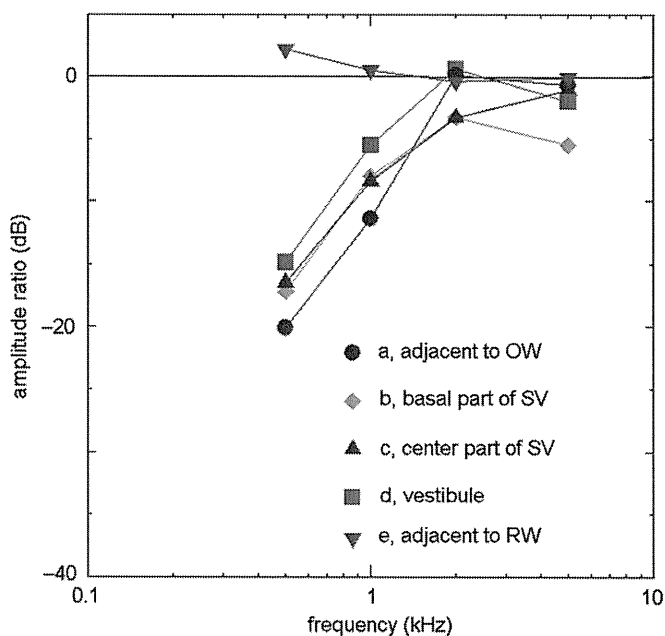 0
−20
−40
amplitude ratio (dB)
a, adjacent to OW
b, basal part of SV
c, center part of SV
d, vestibule
e, adjacent to RW
0.1
1
10
frequency (kHz)